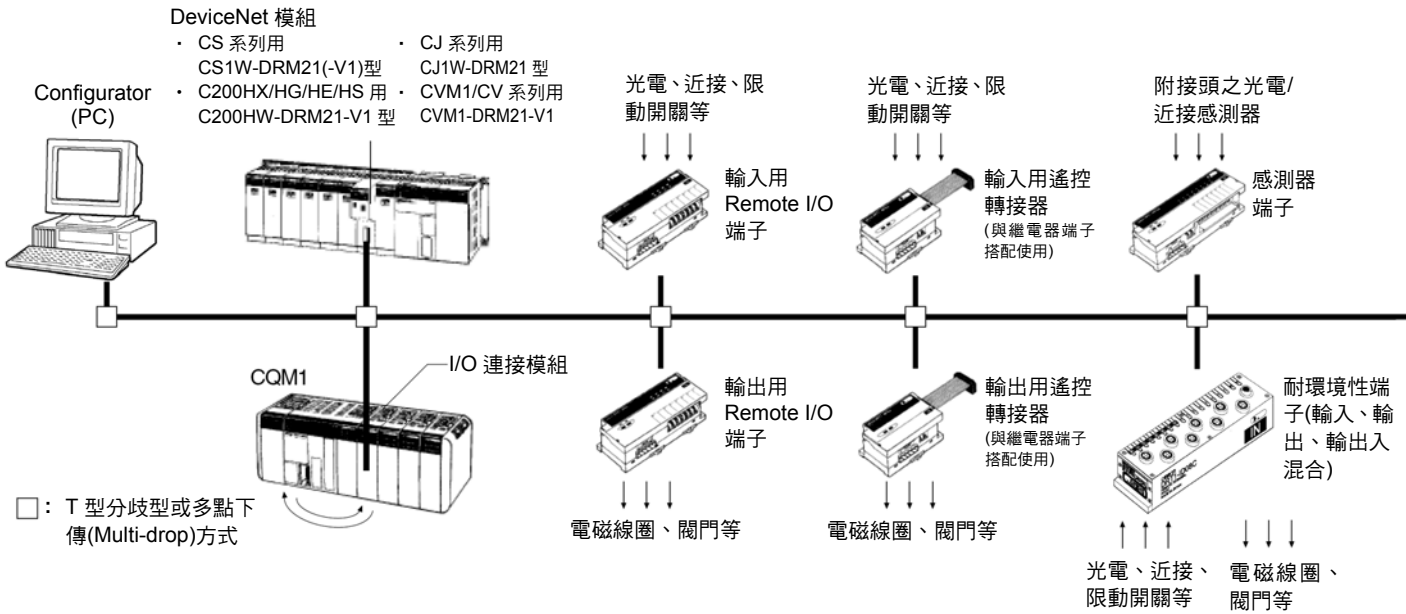 DeviceNet 模組
・ CS 系列用
CS1W-DRM21(-V1)型
・ C200HX/HG/HE/HS 用
C200HW-DRM21-V1 型
・ CJ 系列用
CJ1W-DRM21 型
・ CVM1/CV 系列用
CVM1-DRM21-V1
Configurator
(PC)
光電、近接、限
動開關等
輸入用
Remote I/O
端子
光電、近接、限
動開關等
輸入用遙控
轉接器
(與繼電器端子
搭配使用)
附接頭之光電/
近接感測器
感測器
端子
CQM1
I/O 連接模組
輸出用
Remote I/O
端子
電磁線圈、閥門等
輸出用遙控
轉接器
(與繼電器端子
搭配使用)
電磁線圈、閥門等
耐環境性端
子(輸入、輸
出、輸出入
混合)
IN
光電、近接、
限動開關等
電磁線圈、
閥門等
□： T 型分歧型或多點下
傳(Multi-drop)方式